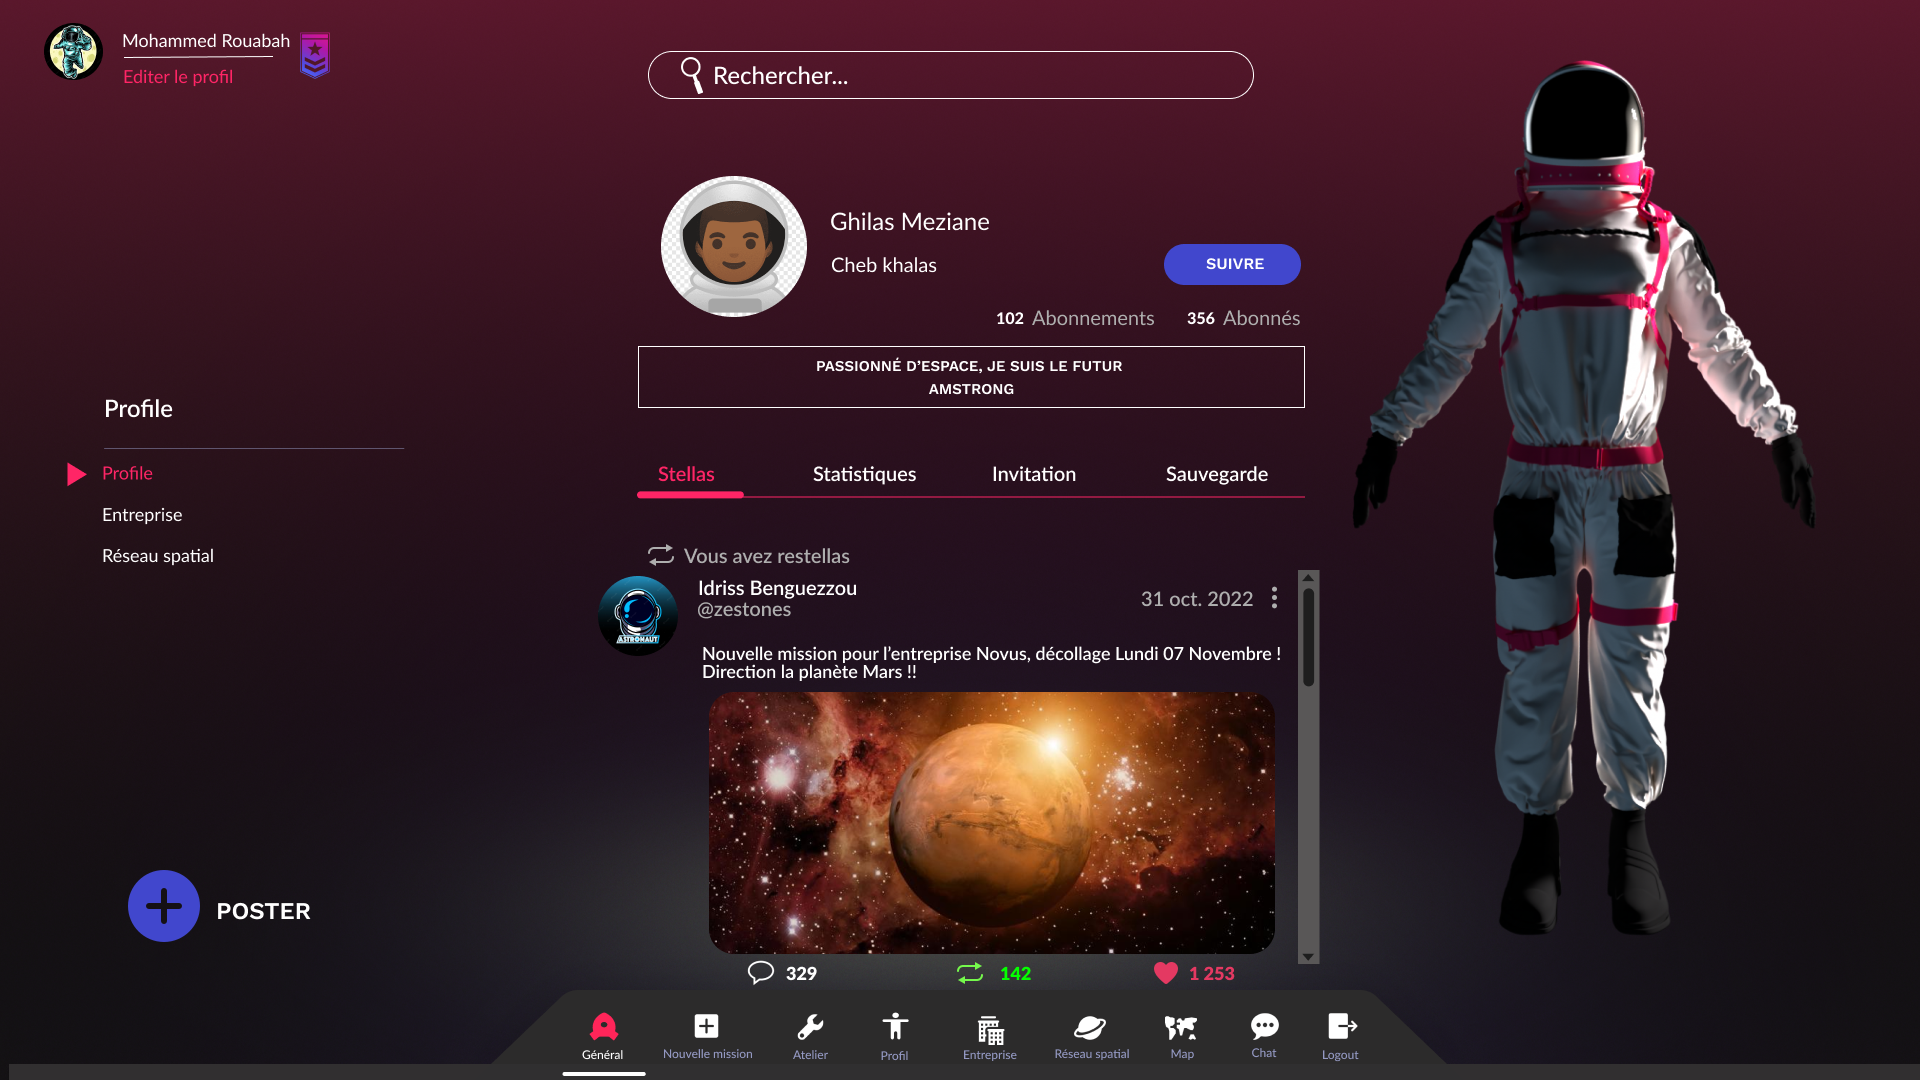 Mohammed Rouabah
Editer le profil
Rechercher...
Ghilas Meziane
Cheb khalas
SUIVRE
102 Abonnements 356 Abonnés
PASSIONNÉ D'ESPACE, JE SUIS LE FUTUR
AMSTRONG
Profile
Profile
Entreprise
Réseau spatial
POSTER
Stellas Statistiques Invitation Sauvegarde
Vous avez restellas
Idriss Benguezzou
@zestones
31 oct. 2022
ASTRONAUT
Nouvelle mission pour l'entreprise Novus, décollage Lundi 07 Novembre !
Direction la planète Mars !!
329 142 1 253
Général Nouvelle mission Atelier Profil Entreprise Réseau spatial Map Chat Logout